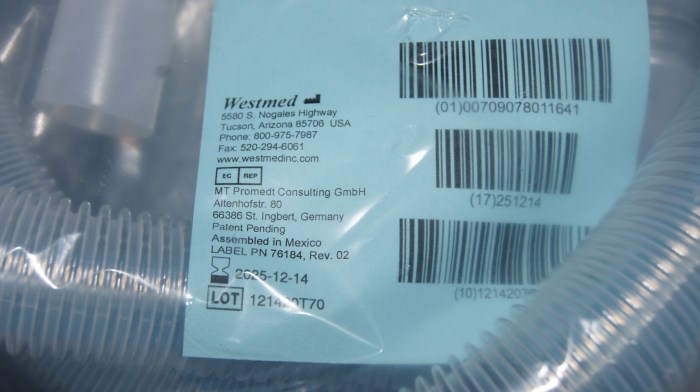 Westmed
5580 S. Nogales Highway
Tucson, Arizona 85706 USA
Phone: 800-975-7987
Fax: 520-294-6061
www.westmedinc.com
EC REP
MT Promedt Consulting GmbH
Altenhofstr. 80
66386 St. Ingbert, Germany
Patent Pending
Assembled in Mexico
LABEL PN 76184, Rev. 02
2025-12-14
LOT 121420T70
(01)00709078011641
(17)251214